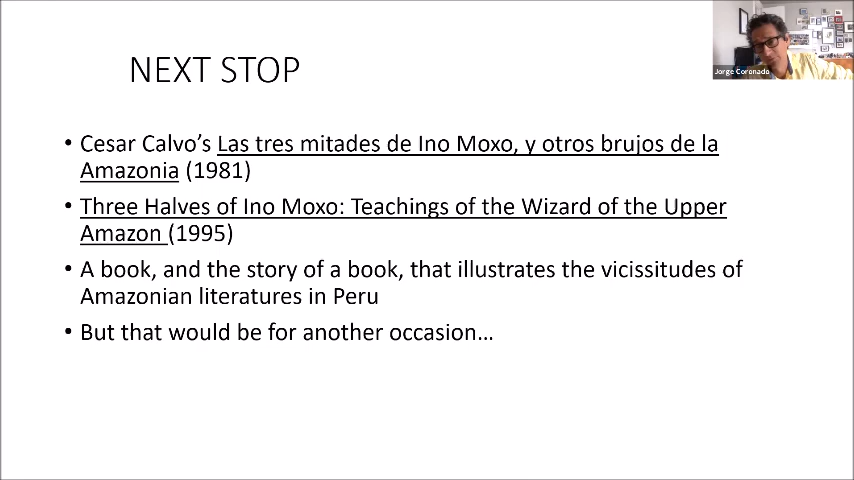 Jorge Coronado
NEXT STOP
• Cesar Calvo's Las tres mitades de Ino Moxo, y otros brujos de la
Amazonia (1981)
• Three Halves of Ino Moxo: Teachings of the Wizard of the Upper
Amazon (1995)
• A book, and the story of a book, that illustrates the vicissitudes of
Amazonian literatures in Peru
• But that would be for another occasion…